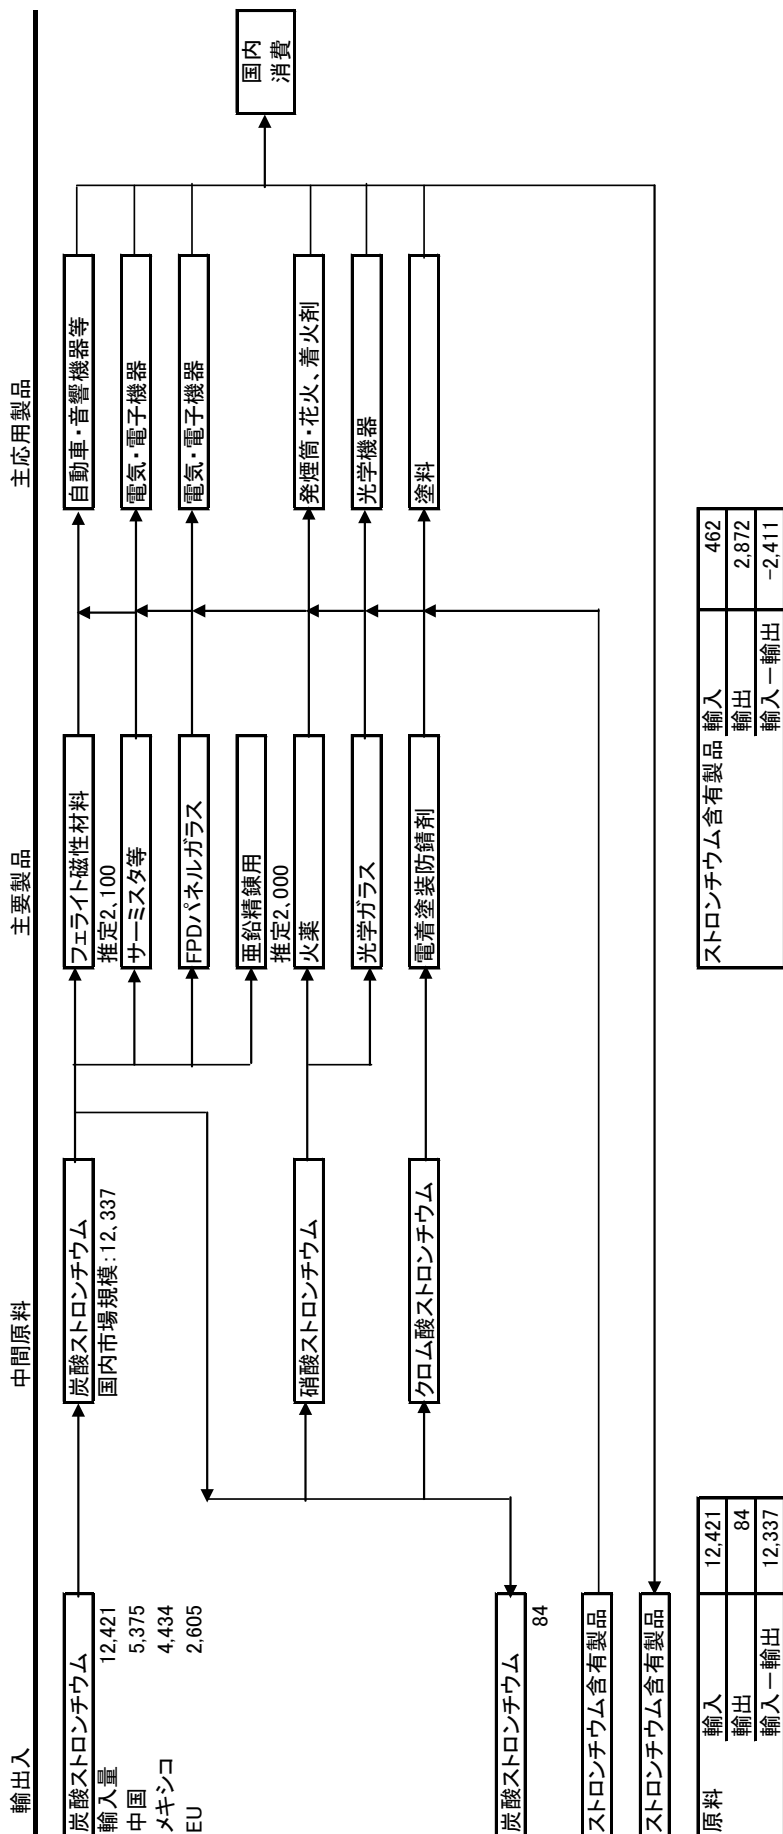 輸出入
中間原料
主要製品
主応用製品
炭酸ストロンチウム
輸入量 12,421
中国 5,375
メキシコ 4,434
EU 2,605
炭酸ストロンチウム
国内市場規模:12、337
フェライト磁性材料
推定2、100
サーミスタ等
FPDパネルガラス
亜鉛精錬用
推定2、000
火薬
光学ガラス
電着塗装防錆剤
自動車・音響機器等
電気・電子機器
電気・電子機器
発煙筒・花火、着火剤
光学機器
塗料
国内
消費
硝酸ストロンチウム
クロム酸ストロンチウム
炭酸ストロンチウム
84
ストロンチウム含有製品
ストロンチウム含有製品
原料 輸入 12,421
輸出 84
輸入ー輸出 12,337
ストロンチウム含有製品 輸入 462
輸出 2,872
輸入ー輸出 -2,411